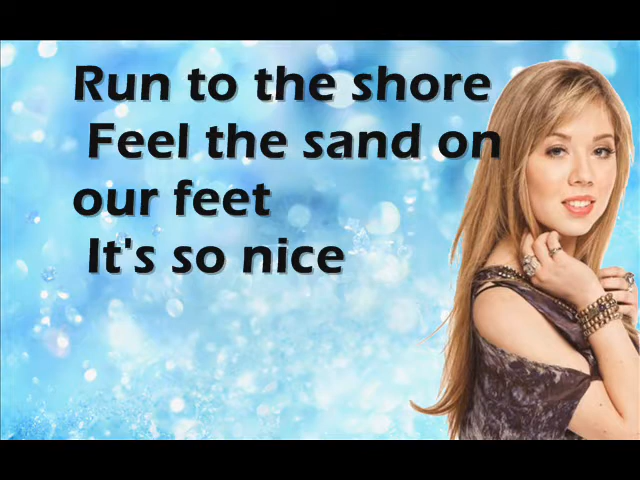 Run to the shore
Feel the sand on
our feet
It's so nice